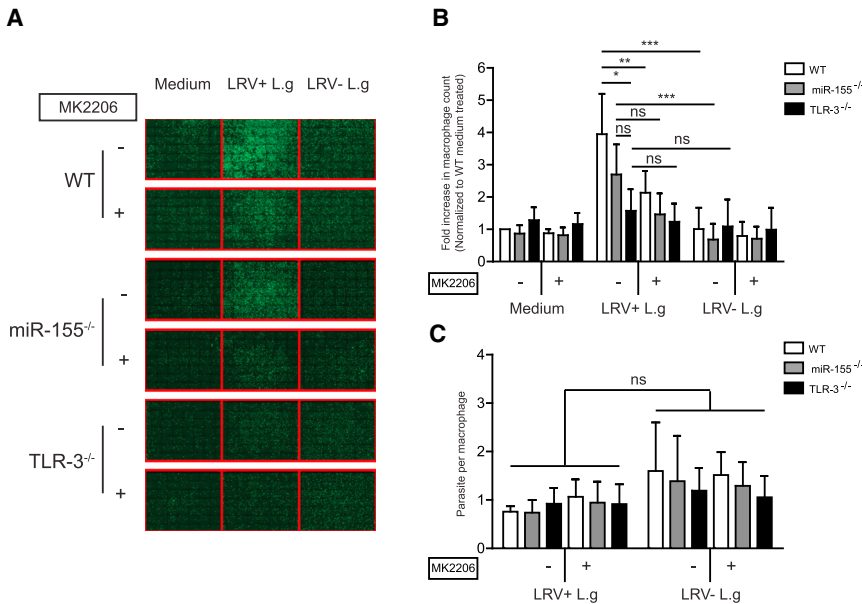 A
Medium LRV+ L.g LRV- L.g
MK2206
WT
-
+
miR-155-/-
-
+
TLR-3-/-
-
+
B
Fold increase in macrophage count
(Normalized to WT medium treated)
6
5
4
3
2
1
0
***
**
*
***
ns
ns
ns
ns
WT
miR-155-/-
TLR-3-/-
MK2206 - + - + - +
Medium LRV+ L.g LRV- L.g
C
Parasite per macrophage
4
3
2
1
0
ns
WT
miR-155-/-
TLR-3-/-
MK2206 - + - +
LRV+ L.g LRV- L.g